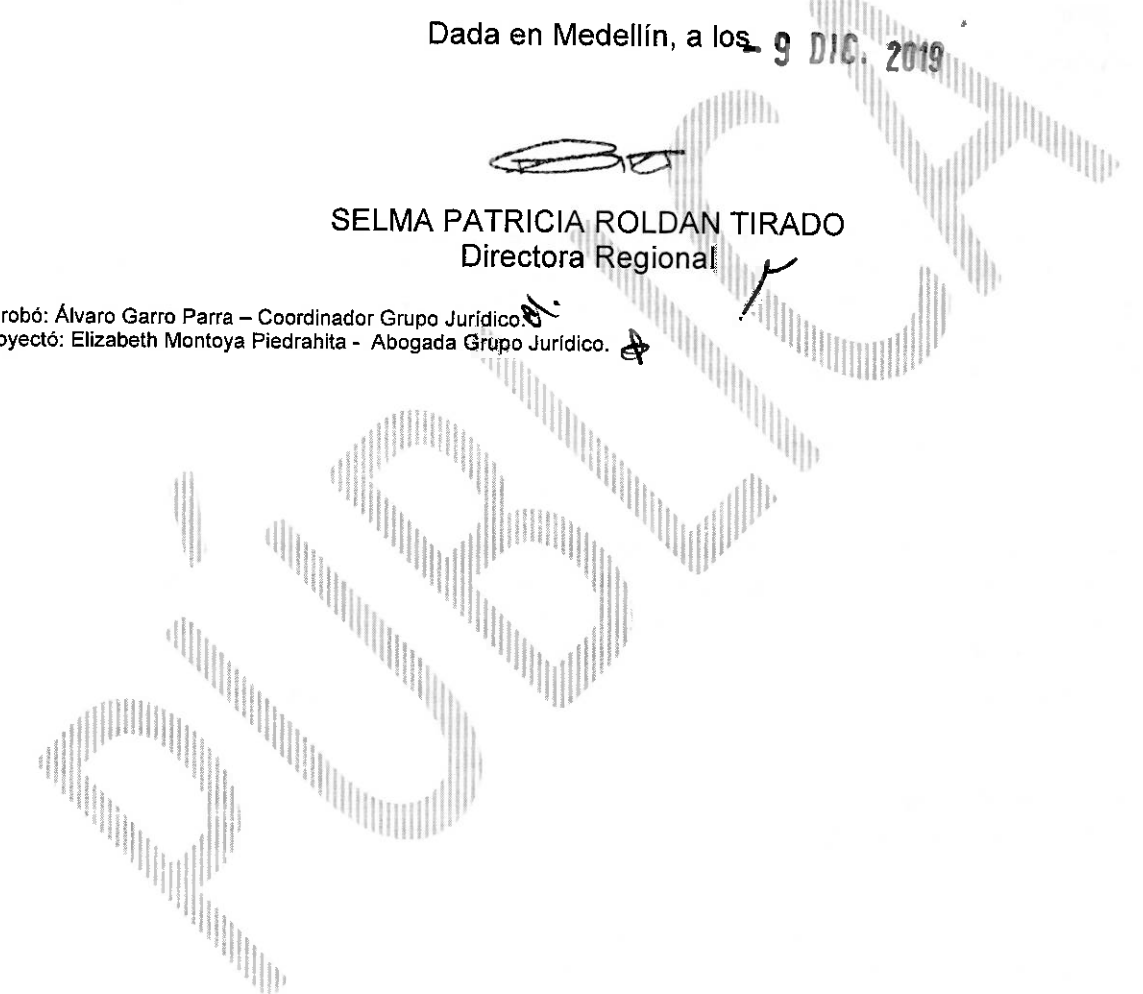 Dada en Medellín, a los 9 DIC. 2019
SELMA PATRICIA ROLDAN TIRADO
Directora Regional
robó: Álvaro Garro Parra – Coordinador Grupo Jurídico.
oyectó: Elizabeth Montoya Piedrahita - Abogada Grupo Jurídico.
PUBLICA